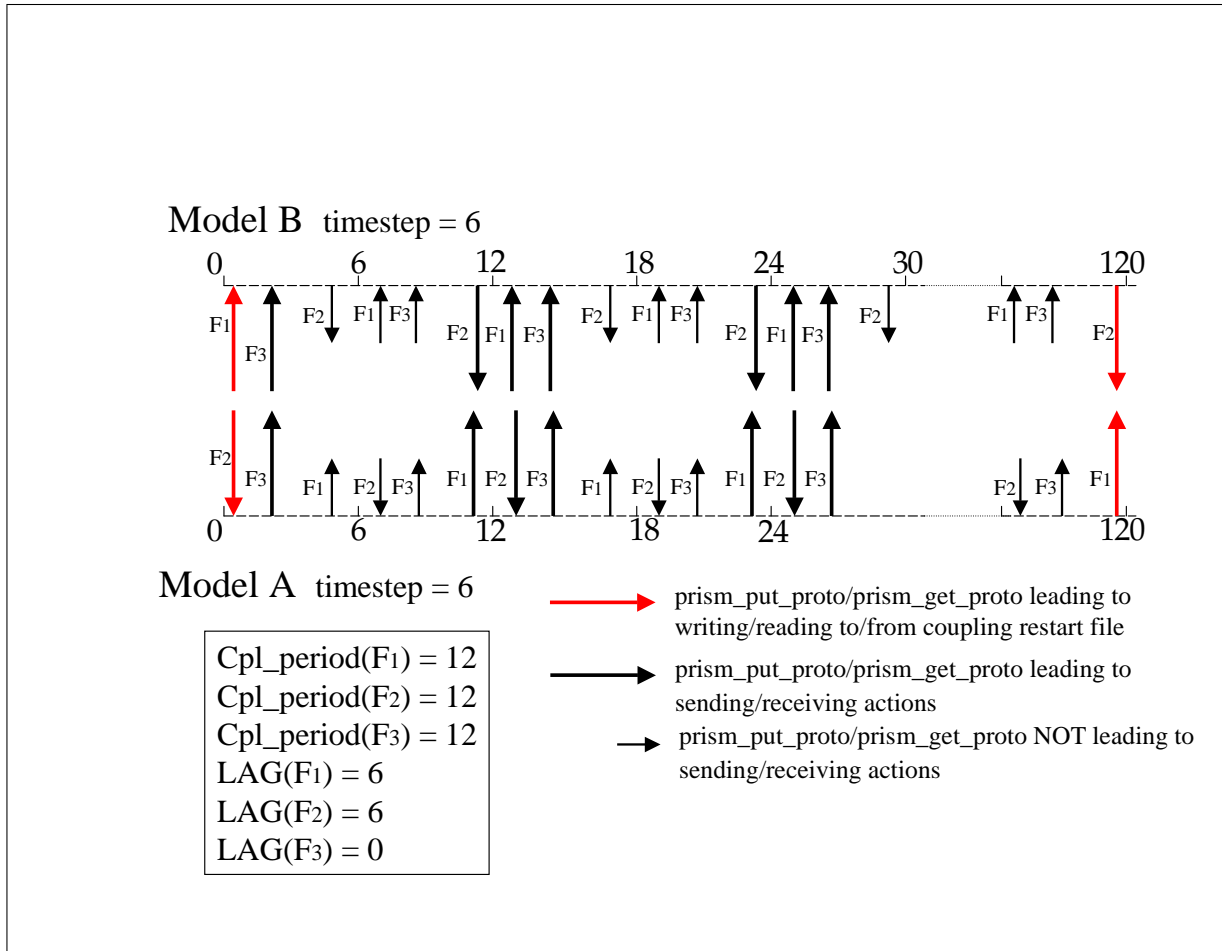 Model B timestep = 6
0 6 12 18 24 30 120
F1 F3 F2 F1 F3 F2 F1 F3 F2 F1 F3 F2 F1 F3 F2 F1 F3 F2
F2 F3 F1 F2 F3 F1 F2 F3 F1 F2 F3 F1 F2 F3 F2 F3 F1
0 6 12 18 24 120
Model A timestep = 6
prism_put_proto/prism_get_proto leading to
writing/reading to/from coupling restart file
prism_put_proto/prism_get_proto leading to
sending/receiving actions
prism_put_proto/prism_get_proto NOT leading to
sending/receiving actions
Cpl_period(F1) = 12
Cpl_period(F2) = 12
Cpl_period(F3) = 12
LAG(F1) = 6
LAG(F2) = 6
LAG(F3) = 0